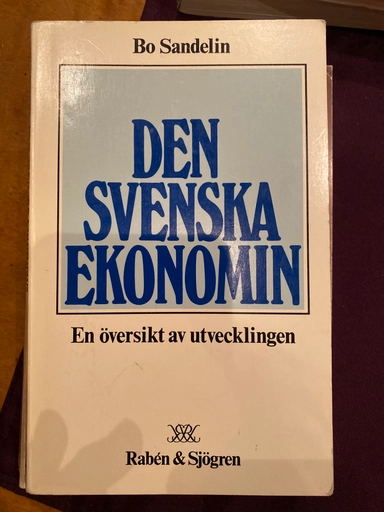 Bo Sandelin
DEN
SVENSKA
EKONOMIN
En översikt av utvecklingen
Rabén & Sjögren